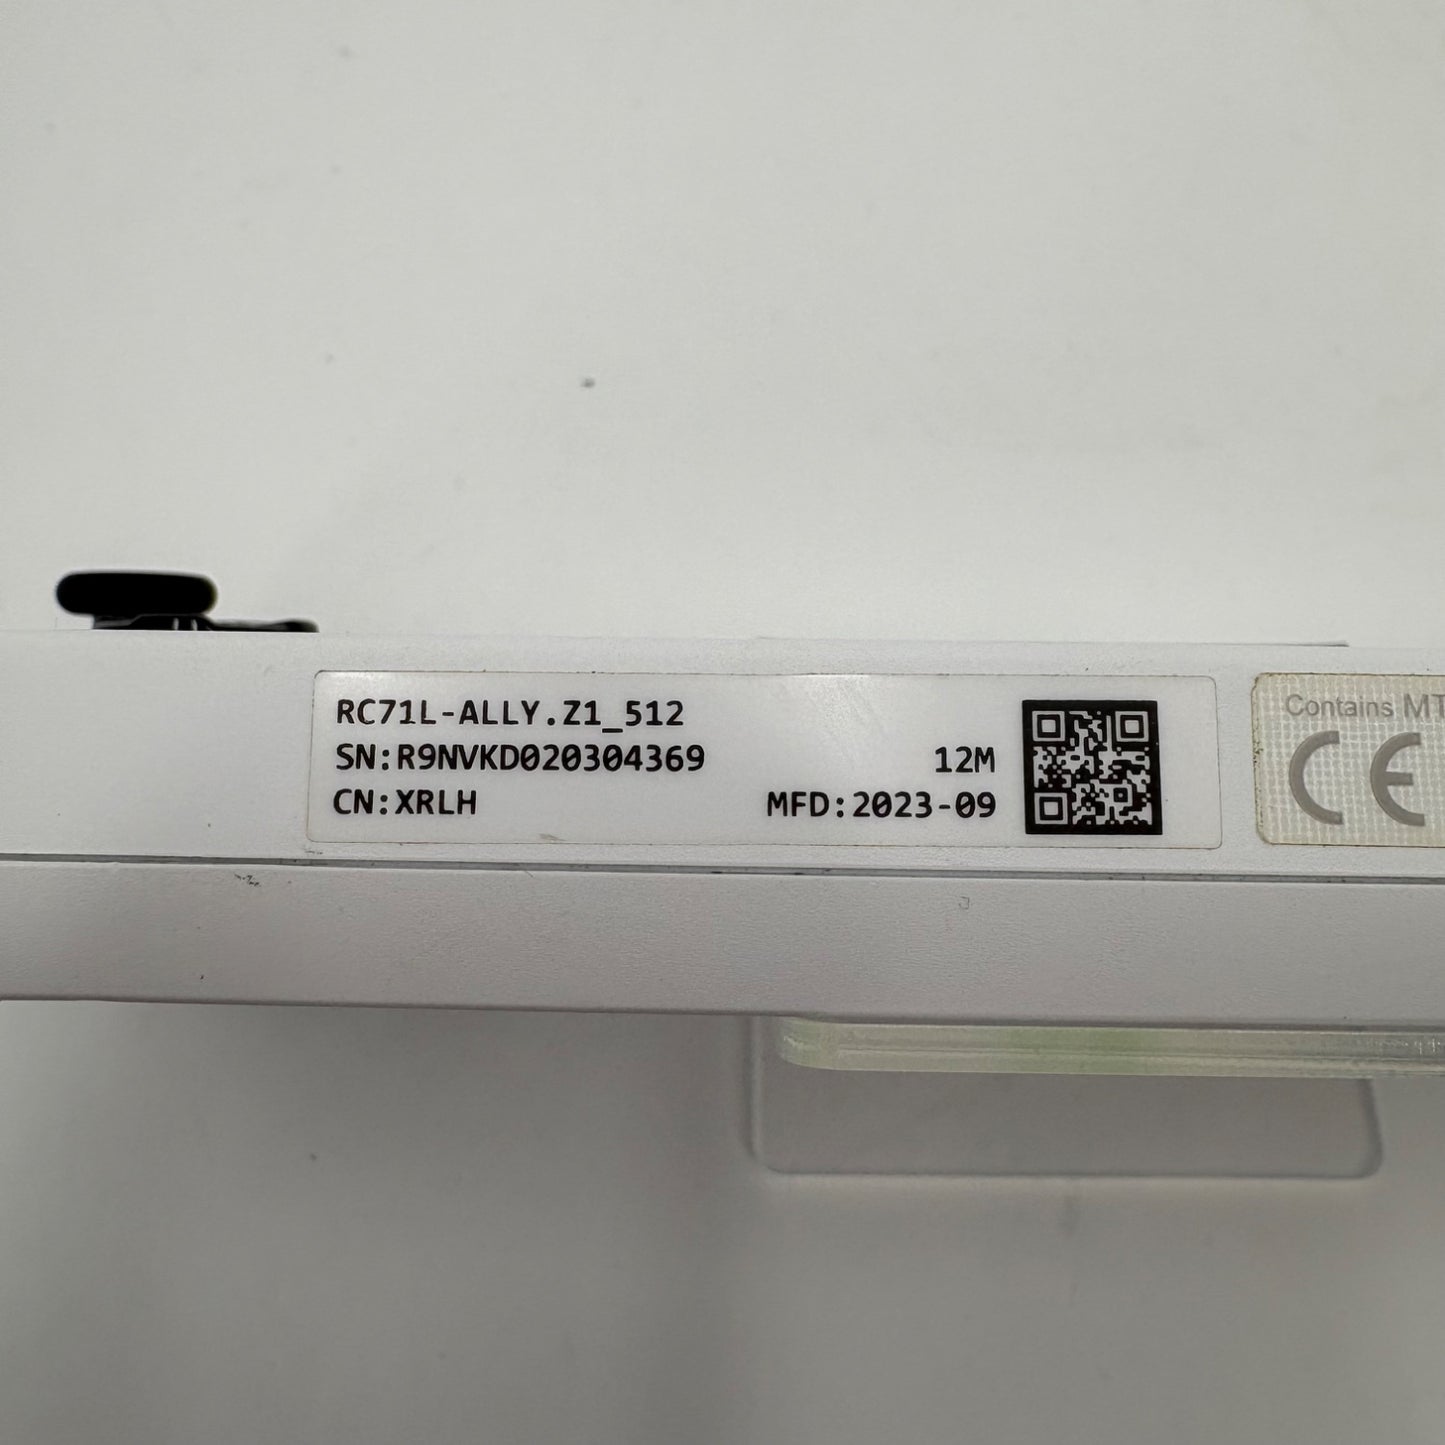 RC71L-ALLY.Z1_512
SN:R9NVKD020304369
12M
CN:XRLH
MFD:2023-09
Contains MT
CE